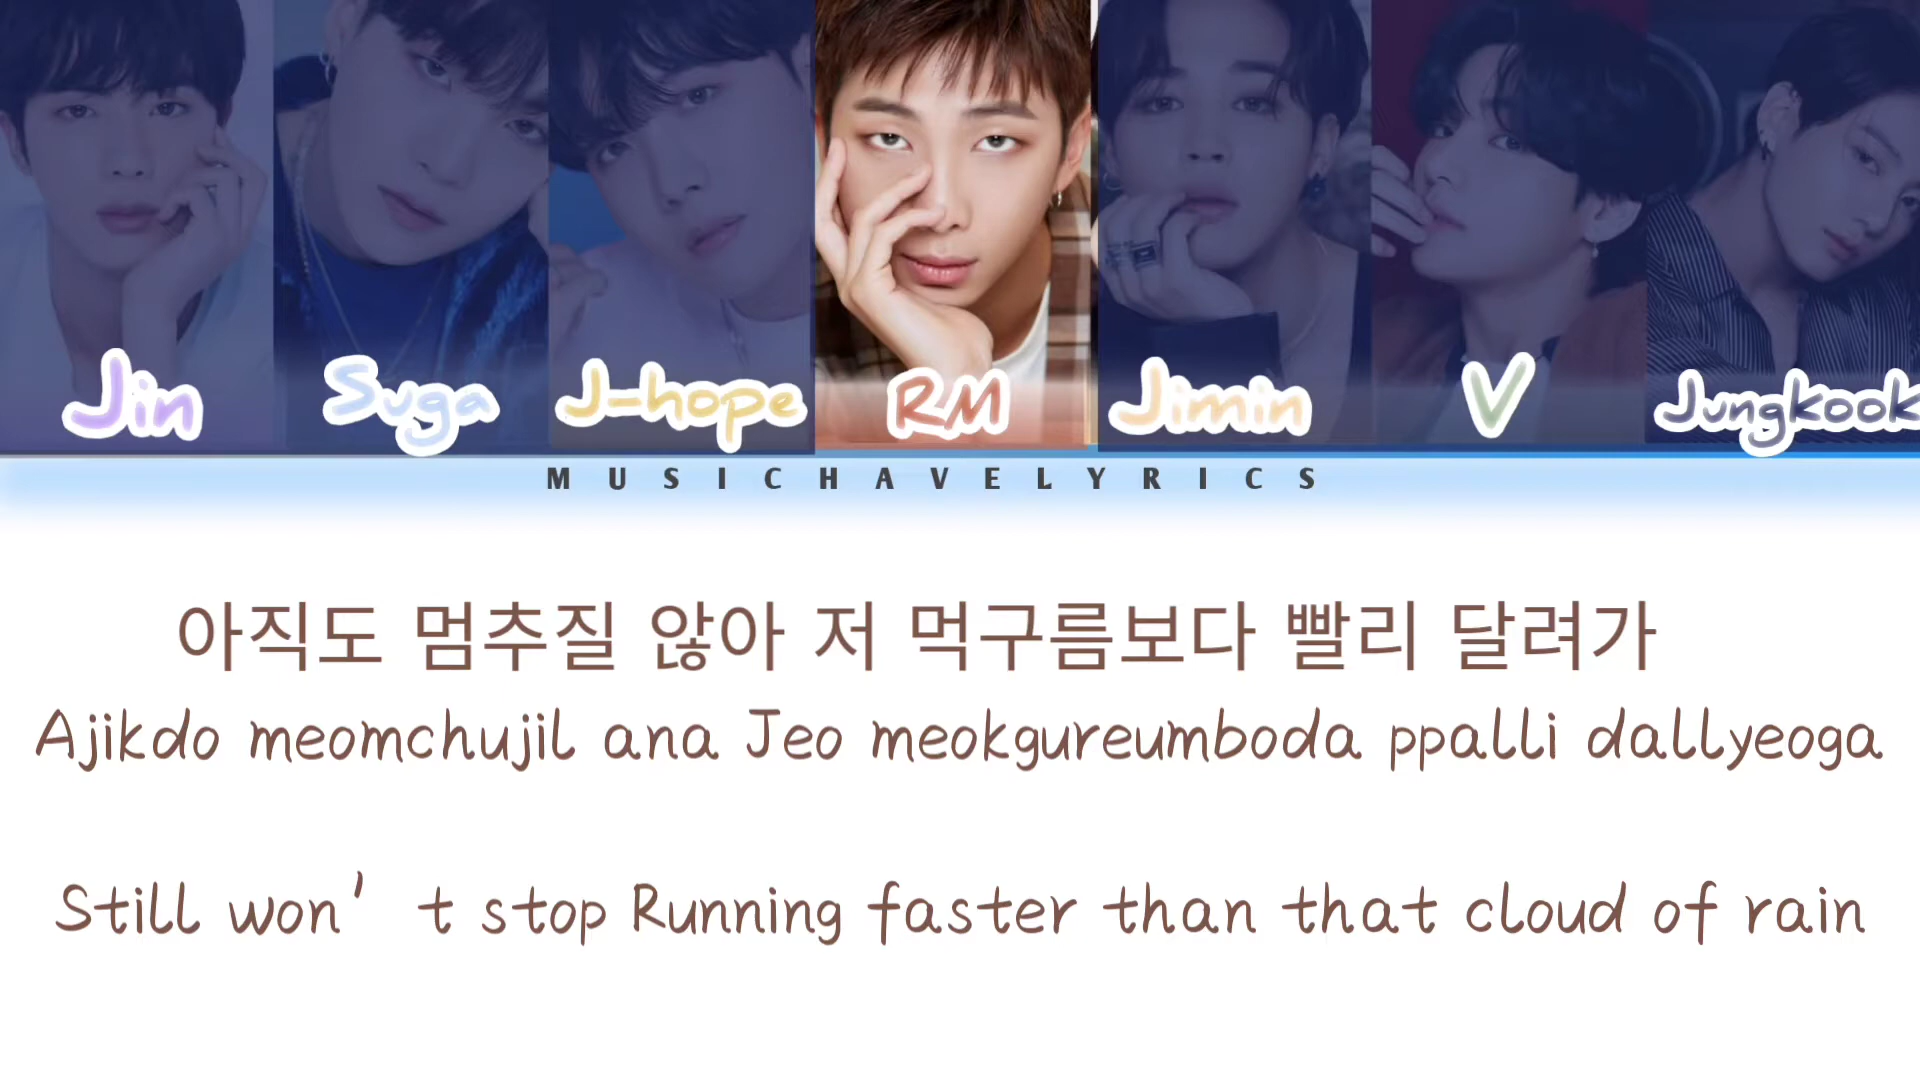 Jin Suga J-hope RM Jimin V Jungkook
MUSICHAVELYRICS
아직도 멈추질 않아 저 먹구름보다 빨리 달려가
Ajikdo meomchujil ana Jeo meokgureumboda ppalli dallyeoga
Still won’t stop Running faster than that cloud of rain